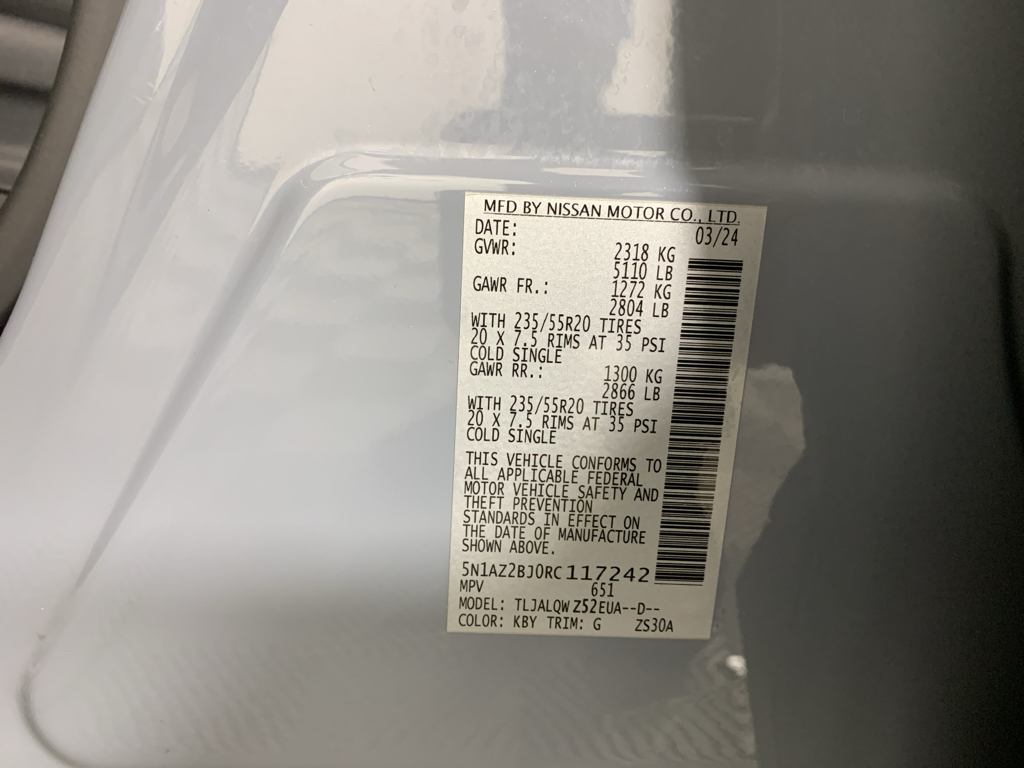 MFD BY NISSAN MOTOR CO., LTD.
DATE: 03/24
GVWR: 2318 KG
5110 LB
GAWR FR.: 1272 KG
2804 LB
WITH 235/55R20 TIRES
20 X 7.5 RIMS AT 35 PSI
COLD SINGLE
GAWR RR.: 1300 KG
2866 LB
WITH 235/55R20 TIRES
20 X 7.5 RIMS AT 35 PSI
COLD SINGLE
THIS VEHICLE CONFORMS TO
ALL APPLICABLE FEDERAL
MOTOR VEHICLE SAFETY AND
THEFT PREVENTION
STANDARDS IN EFFECT ON
THE DATE OF MANUFACTURE
SHOWN ABOVE.
5N1AZ2BJ0RC117242
MPV 651
MODEL: TLJALQWZ52EUA--D--
COLOR: KBY TRIM: G ZS30A